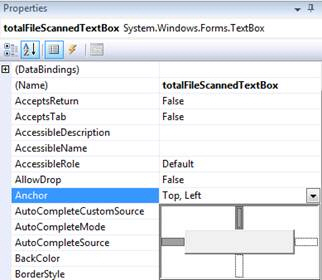 Properties
totalFileScannedTextBox System.Windows.Forms.TextBox
(DataBindings)
(Name) totalFileScannedTextBox
AcceptsReturn False
AcceptsTab False
AccessibleDescription
AccessibleName
AccessibleRole Default
AllowDrop False
Anchor Top, Left
AutoCompleteCustomSource
AutoCompleteMode
AutoCompleteSource
BackColor
BorderStyle